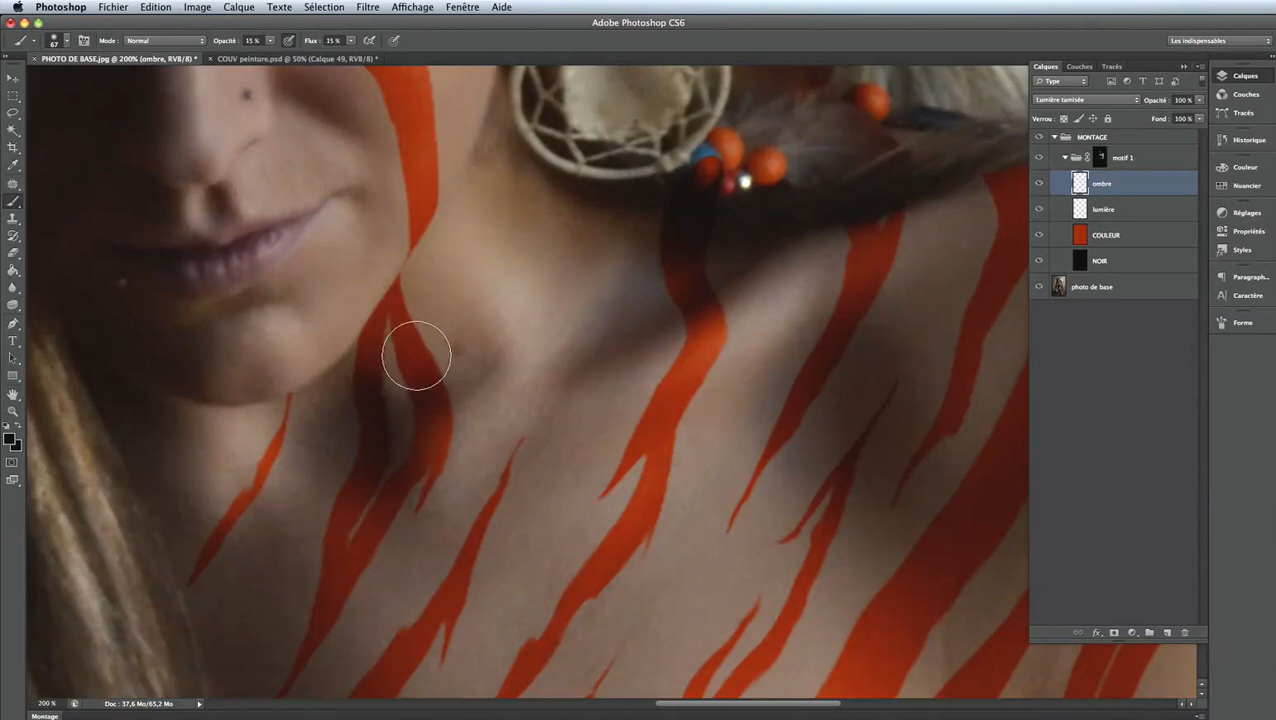 Photoshop Fichier Edition Image Calque Texte Sélection Filtre Affichage Fenêtre Aide
Adobe Photoshop CS6
67 Mode : Normal Opacité : 15 % Flux : 15 % Les indispensables
PHOTO DE BASE.jpg @ 200% (ombre, RVB/8) * COUV peinture.psd @ 50% (Calque 49, RVB/8) *
Calques Couches Tracés
Type
Lumière tamisée Opacité : 100 %
Verrou : Fond : 100 %
MONTAGE
motif 1
ombre
lumière
COULEUR
NOIR
photo de base
Calques
Couches
Tracés
Historique
Couleur
Nuancier
Réglages
Propriétés
Styles
Paragraph...
Caractère
Forme
200 % Doc : 37,6 Mo/65,2 Mo
Montage